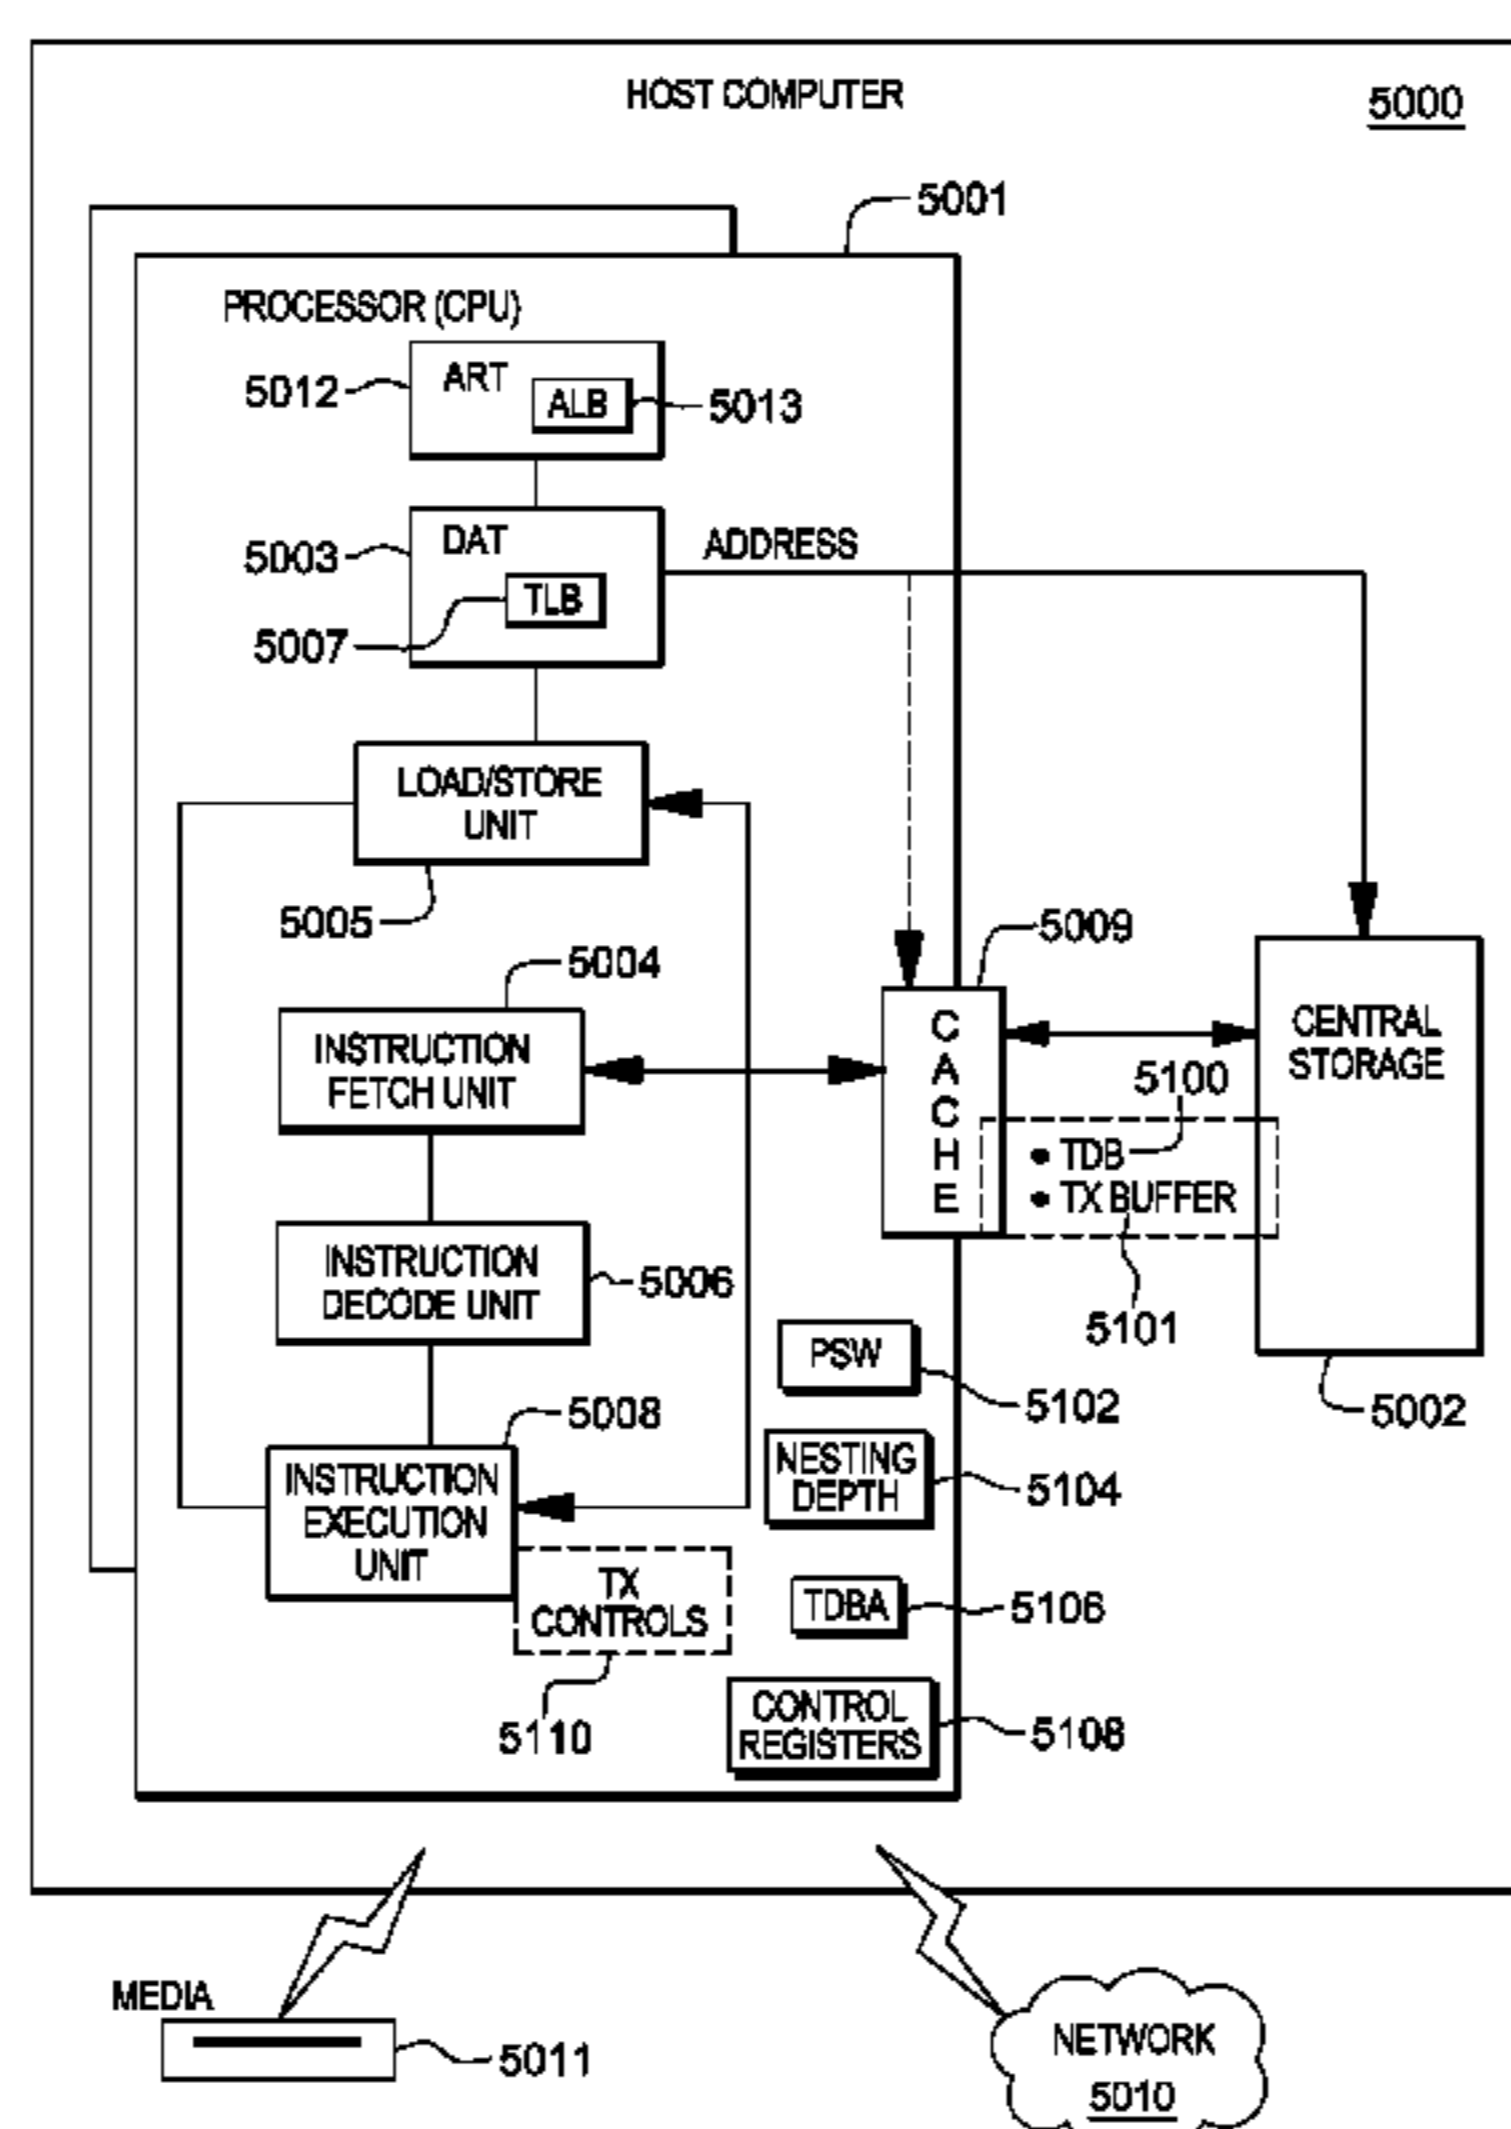 HOST COMPUTER
5000
5001
PROCESSOR (CPU)
ART
5012
ALB
5013
DAT
ADDRESS
5003
TLB
5007
LOAD/STORE
UNIT
5005
5009
5004
CENTRAL
STORAGE
CACHE
INSTRUCTION
FETCH UNIT
5100
TDB
TX BUFFER
INSTRUCTION
DECODE UNIT
5006
5101
PSW
5102
5002
5008
NESTING
DEPTH
5104
INSTRUCTION
EXECUTION
UNIT
TX
CONTROLS
TDBA
5106
5110
CONTROL
REGISTERS
5108
MEDIA
5011
NETWORK
5010